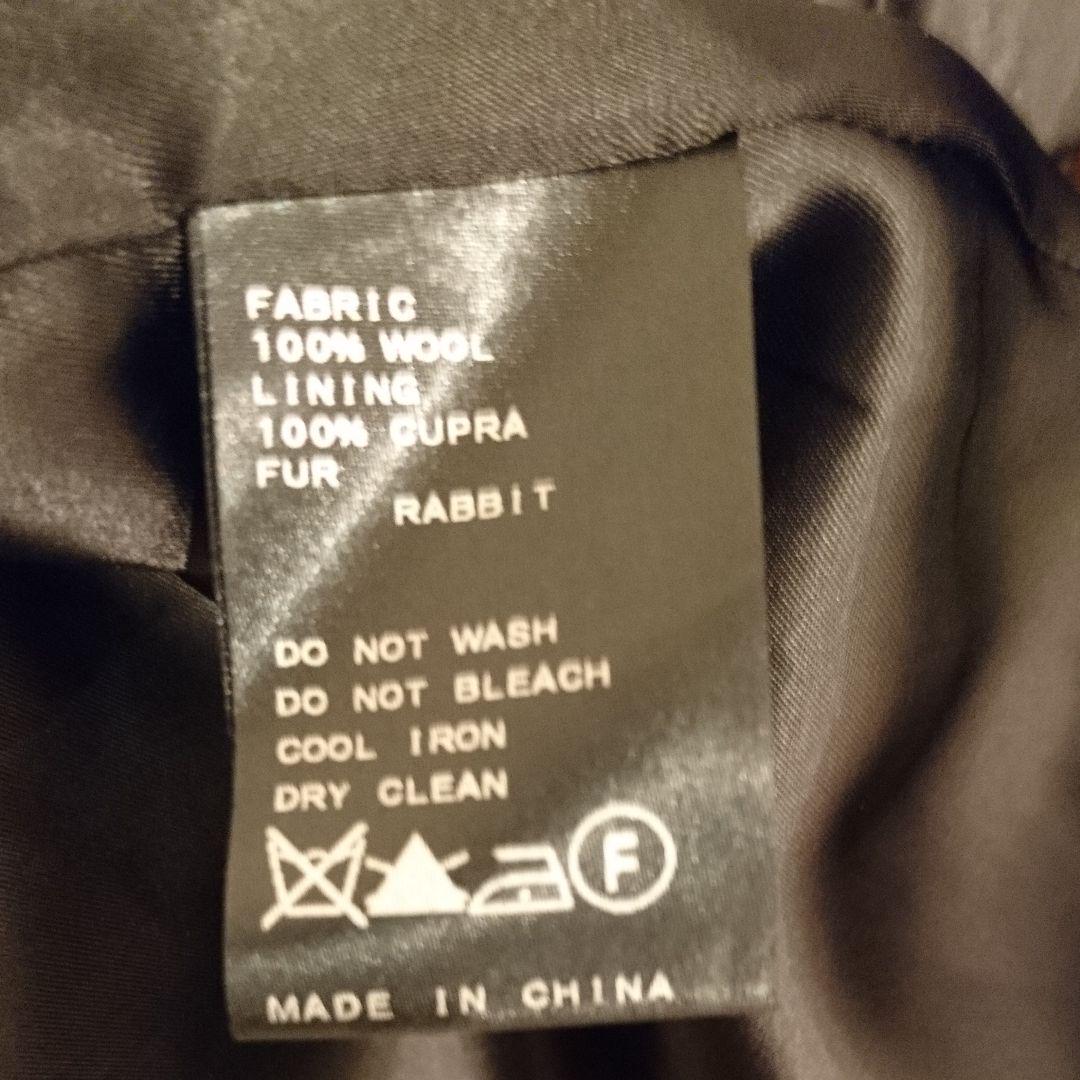 FABRIC
100% WOOL
LINING
100% CUPRA
FUR
RABBIT
DO NOT WASH
DO NOT BLEACH
COOL IRON
DRY CLEAN
F
MADE IN CHINA